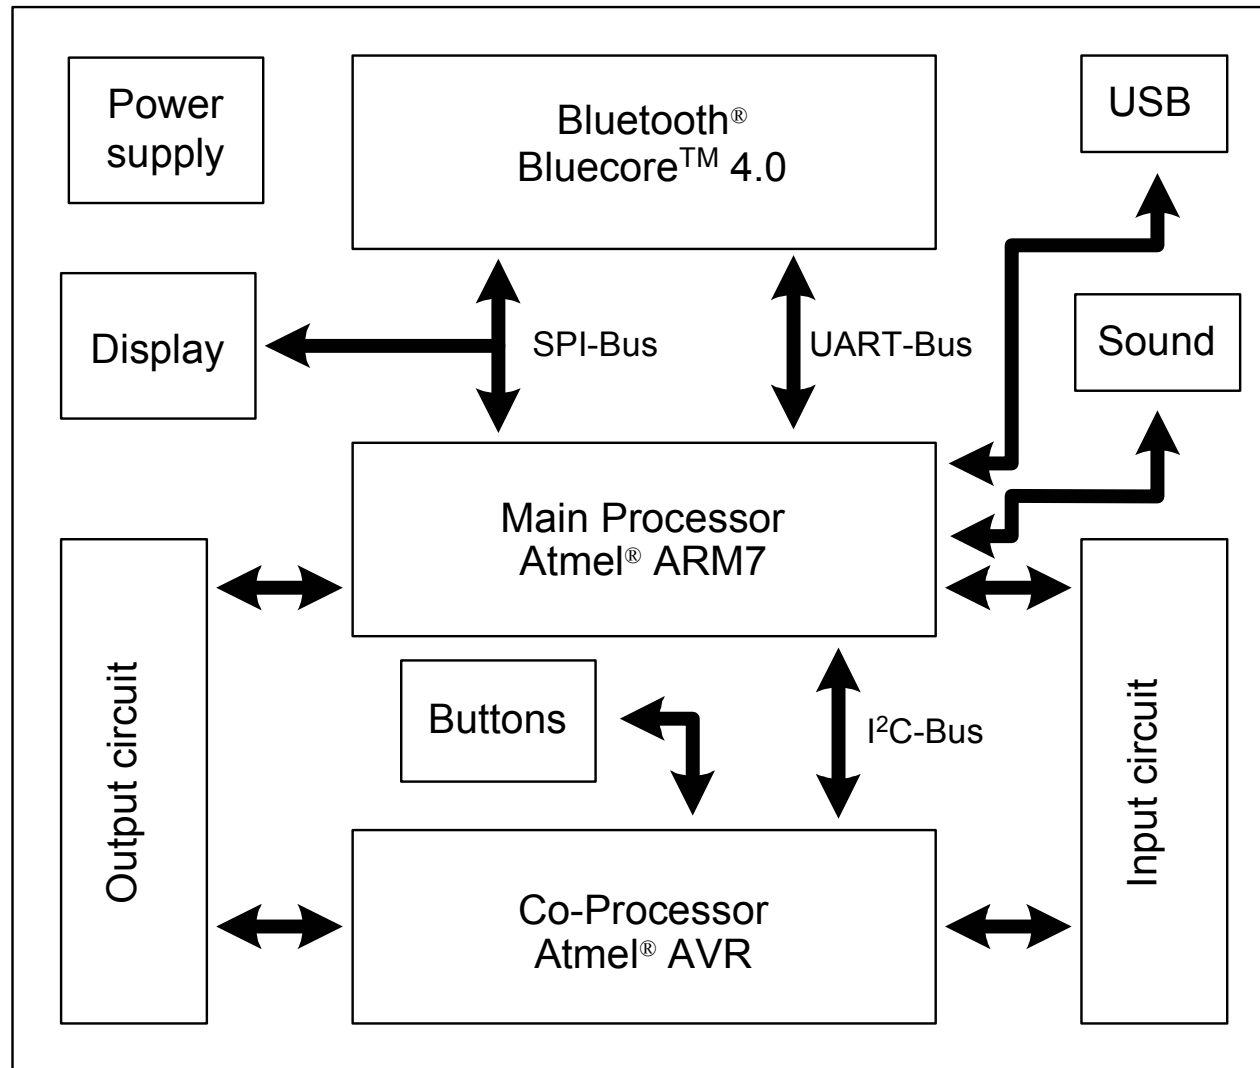 Power
supply
Bluetooth®
Bluecore™ 4.0
USB
Display
SPI-Bus
UART-Bus
Sound
Main Processor
Atmel® ARM7
Output circuit
Buttons
I²C-Bus
Input circuit
Co-Processor
Atmel® AVR